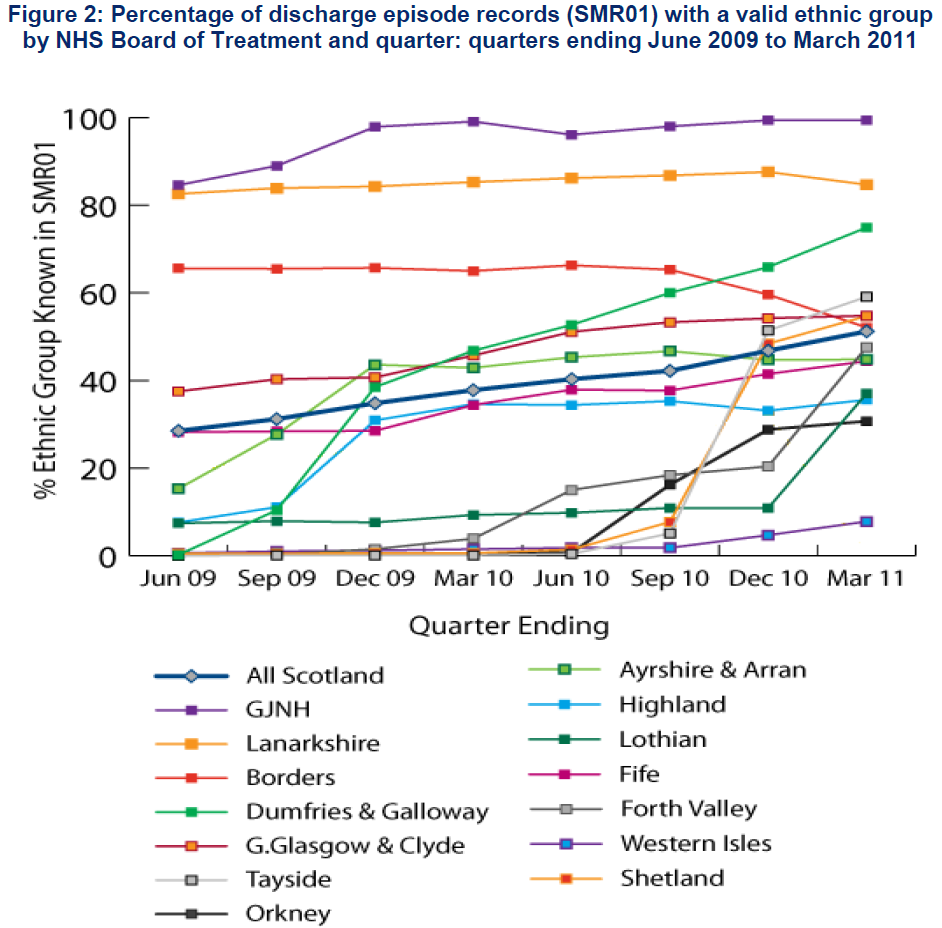 Figure 2: Percentage of discharge episode records (SMR01) with a valid ethnic group
by NHS Board of Treatment and quarter: quarters ending June 2009 to March 2011
% Ethnic Group Known in SMR01
100
80
60
40
20
0
Jun 09 Sep 09 Dec 09 Mar 10 Jun 10 Sep 10 Dec 10 Mar 11
Quarter Ending
All Scotland
GJNH
Lanarkshire
Borders
Dumfries & Galloway
G.Glasgow & Clyde
Tayside
Orkney
Ayrshire & Arran
Highland
Lothian
Fife
Forth Valley
Western Isles
Shetland